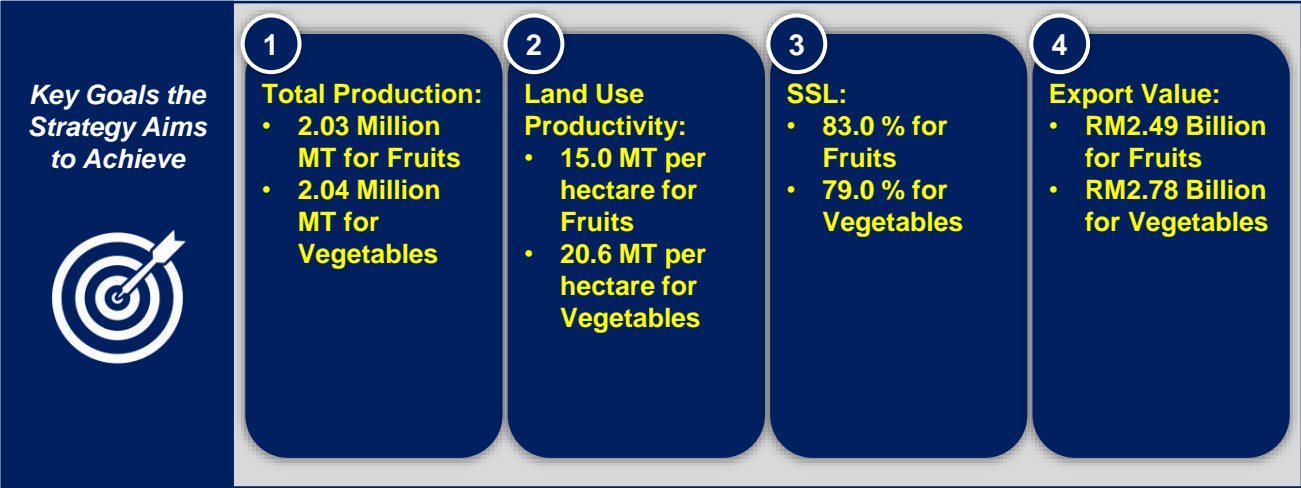 Key Goals the
Strategy Aims
to Achieve
1
Total Production:
• 2.03 Million
MT for Fruits
• 2.04 Million
MT for
Vegetables
2
Land Use
Productivity:
• 15.0 MT per
hectare for
Fruits
• 20.6 MT per
hectare for
Vegetables
3
SSL:
• 83.0 % for
Fruits
• 79.0 % for
Vegetables
4
Export Value:
• RM2.49 Billion
for Fruits
• RM2.78 Billion
for Vegetables